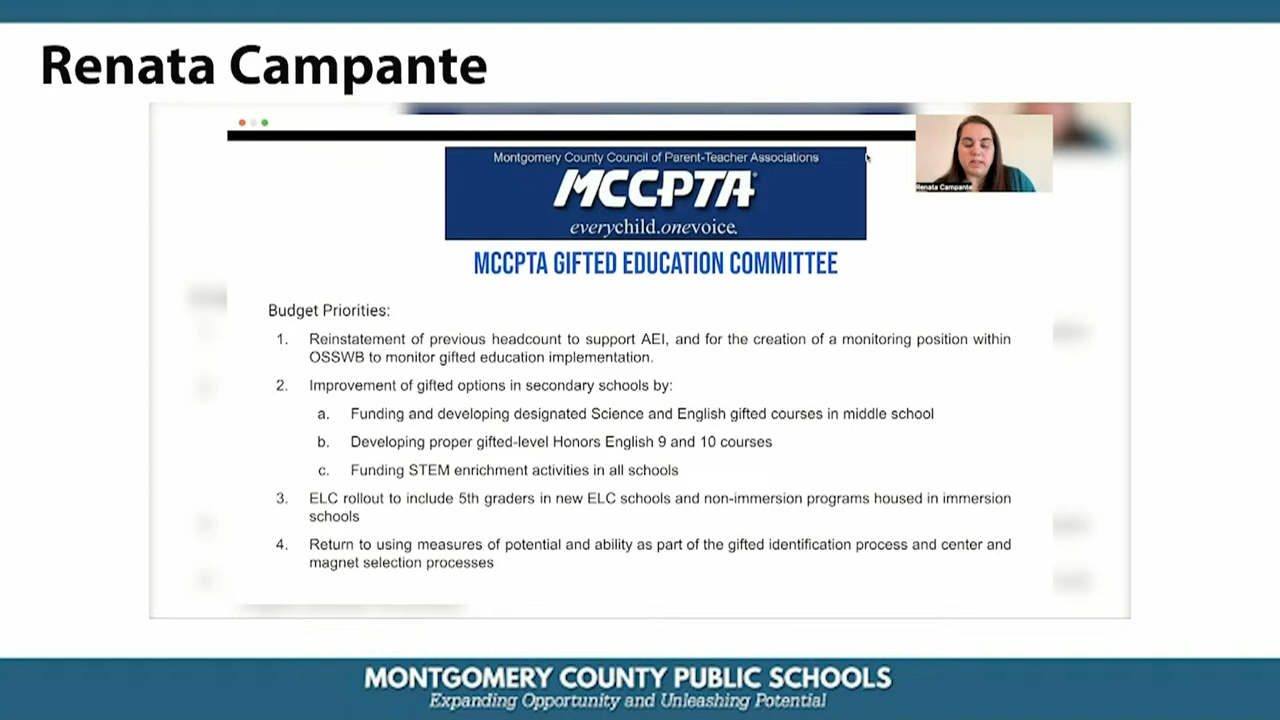 Renata Campante
Montgomery County Council of Parent-Teacher Associations
MCCPTA
everychild.onevoice.
Renata Campante
MCCPTA GIFTED EDUCATION COMMITTEE
Budget Priorities:
1. Reinstatement of previous headcount to support AEI, and for the creation of a monitoring position within
OSSWB to monitor gifted education implementation.
2. Improvement of gifted options in secondary schools by:
a. Funding and developing designated Science and English gifted courses in middle school
b. Developing proper gifted-level Honors English 9 and 10 courses
c. Funding STEM enrichment activities in all schools
3. ELC rollout to include 5th graders in new ELC schools and non-immersion programs housed in immersion
schools
4. Return to using measures of potential and ability as part of the gifted identification process and center and
magnet selection processes
MONTGOMERY COUNTY PUBLIC SCHOOLS
Expanding Opportunity and Unleashing Potential